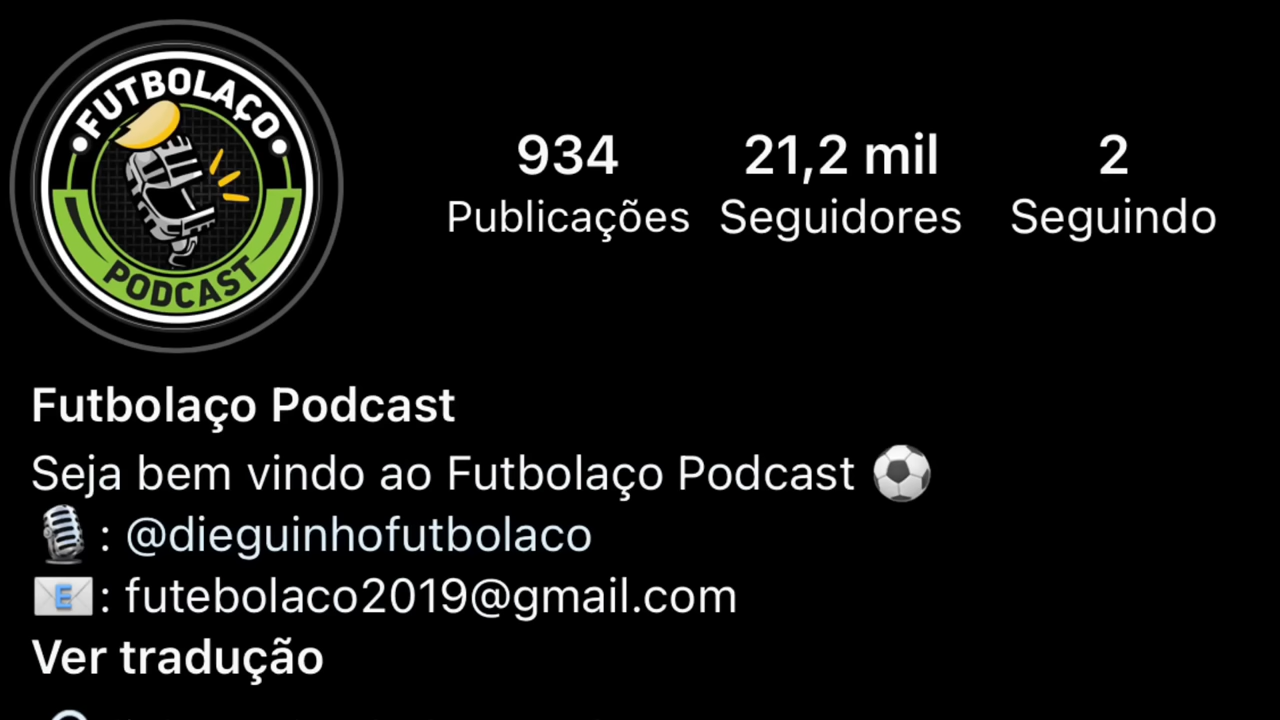 FUTBOLAÇO
PODCAST
934 21,2 mil 2
Publicações Seguidores Seguindo
Futbolaço Podcast
Seja bem vindo ao Futbolaço Podcast ⚽
🎙️: @dieguinhofutbolaco
📧: futebolaco2019@gmail.com
Ver tradução